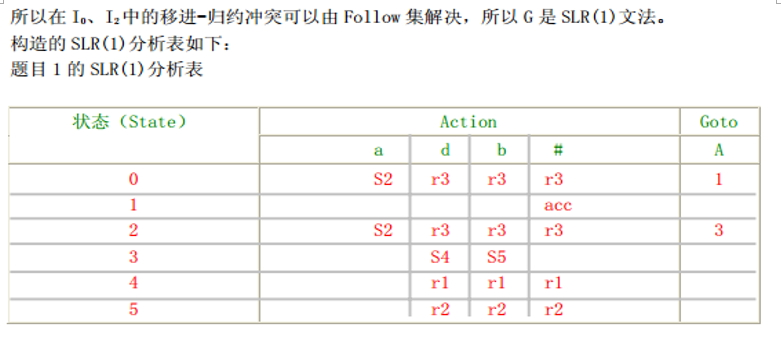 所以在 I₀、I₂中的移进-归约冲突可以由 Follow 集解决，所以 G 是 SLR(1)文法。
构造的 SLR(1)分析表如下：
题目 1 的 SLR(1)分析表
状态（State） Action Goto
a d b # A
0 S2 r3 r3 r3 1
1 acc
2 S2 r3 r3 r3 3
3 S4 S5
4 r1 r1 r1
5 r2 r2 r2